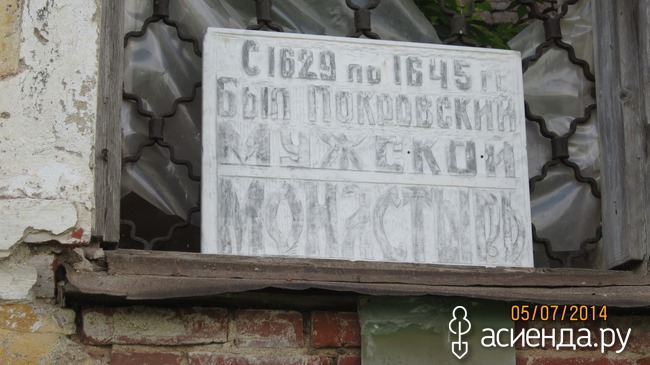 С 1629 по 1645 гг
был Покровский
мужской
монастырь
05/07/2014
асиенда.ру